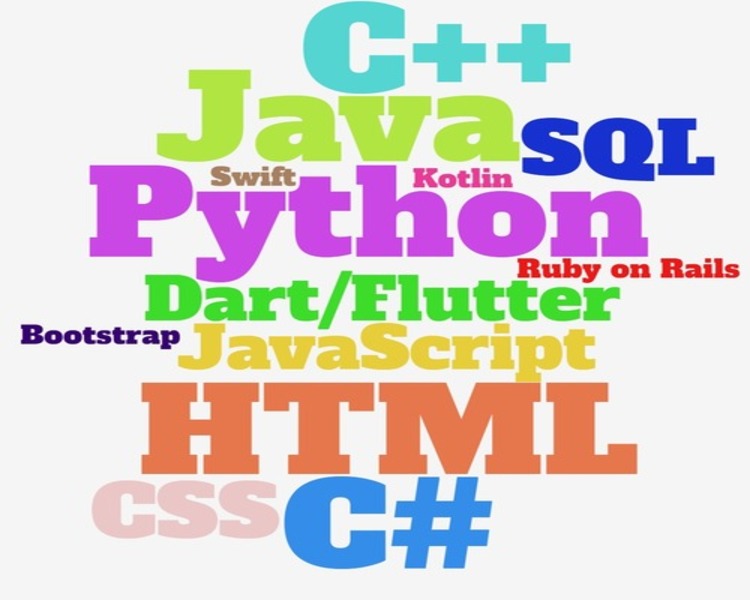 C++
Java
SQL
Swift
Kotlin
Python
Ruby on Rails
Dart/Flutter
Bootstrap
JavaScript
HTML
CSS
C#